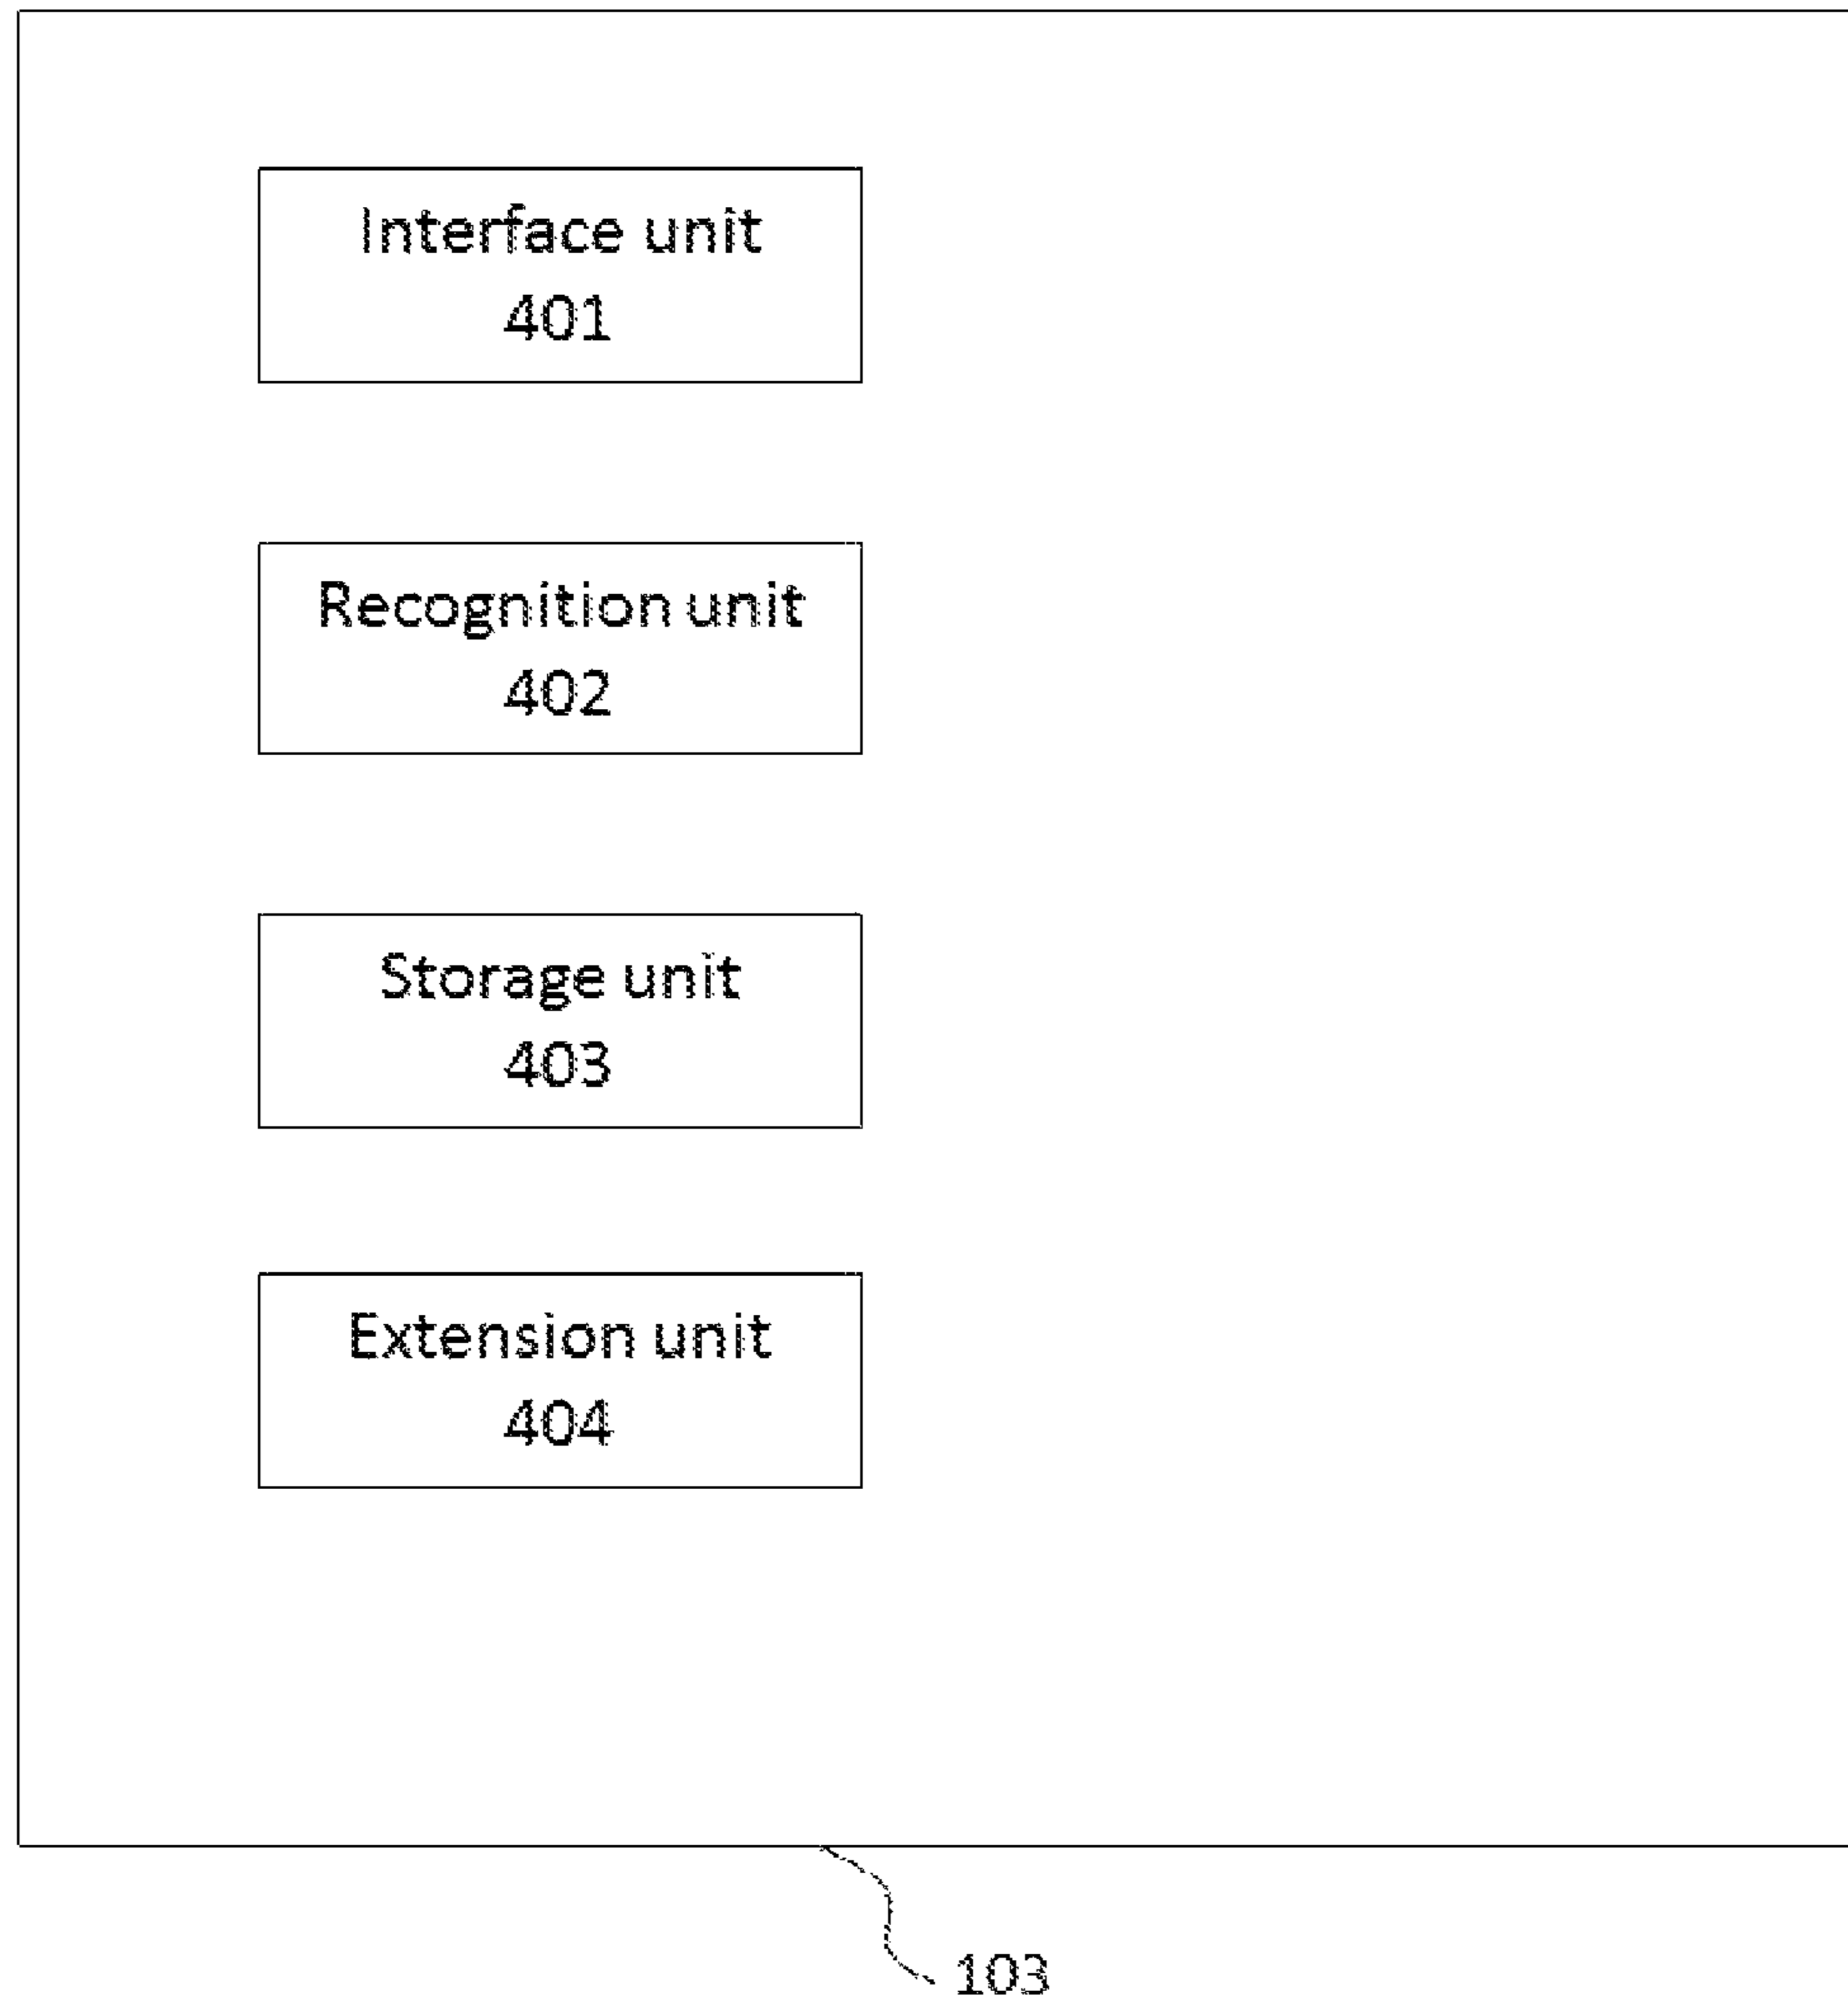 Interface unit
401
Recognition unit
402
Storage unit
403
Extension unit
404
103